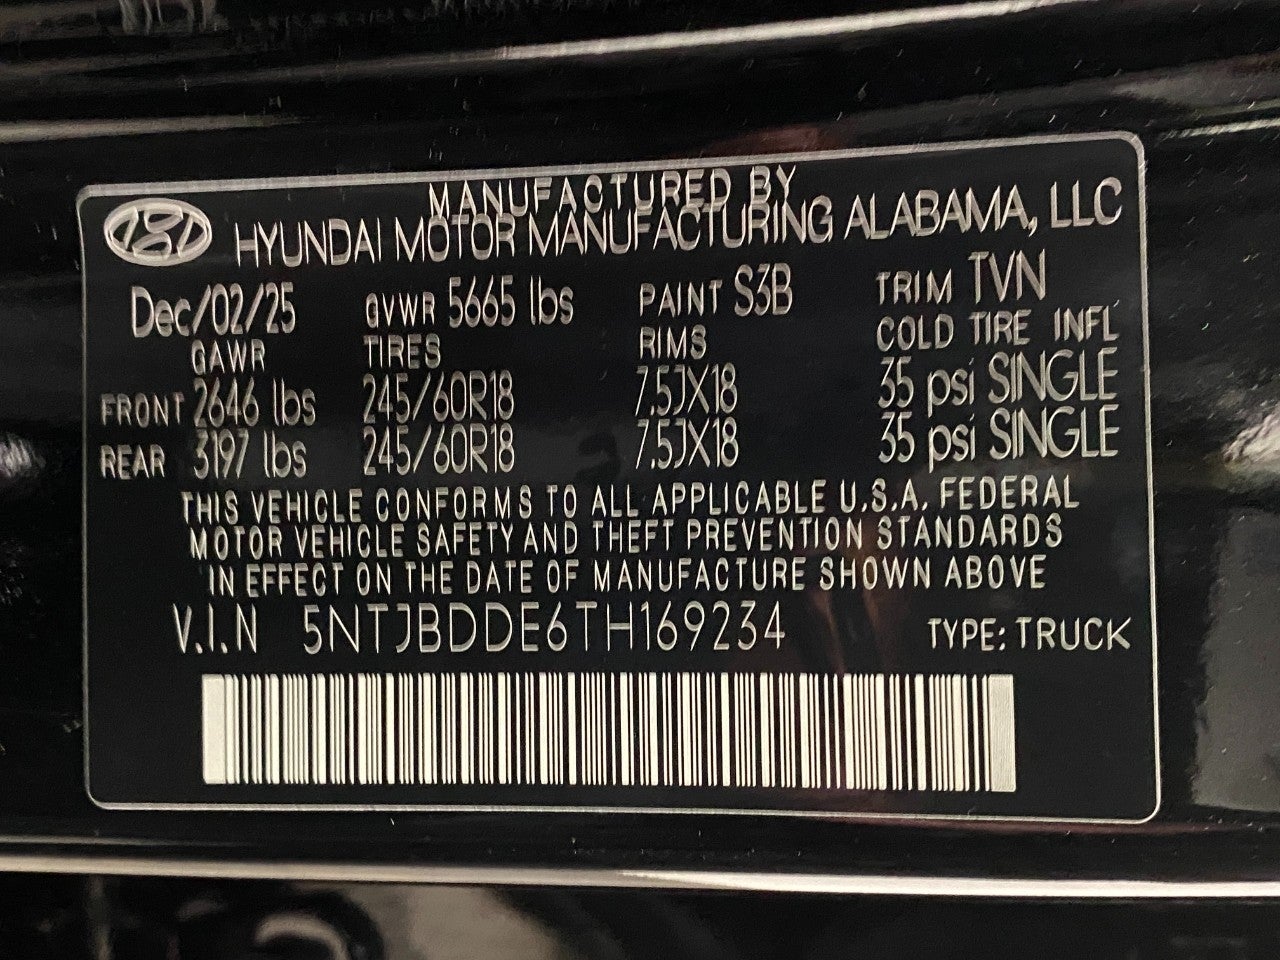 MANUFACTURED BY
HYUNDAI MOTOR MANUFACTURING ALABAMA, LLC
Dec/02/25 GVWR 5665 lbs PAINT S3B TRIM TVN
GAWR TIRES RIMS COLD TIRE INFL
FRONT 2646 lbs 245/60R18 7.5JX18 35 psi SINGLE
REAR 3197 lbs 245/60R18 7.5JX18 35 psi SINGLE
THIS VEHICLE CONFORMS TO ALL APPLICABLE U.S.A. FEDERAL
MOTOR VEHICLE SAFETY AND THEFT PREVENTION STANDARDS
IN EFFECT ON THE DATE OF MANUFACTURE SHOWN ABOVE
V.I.N 5NTJBDDE6TH169234 TYPE: TRUCK